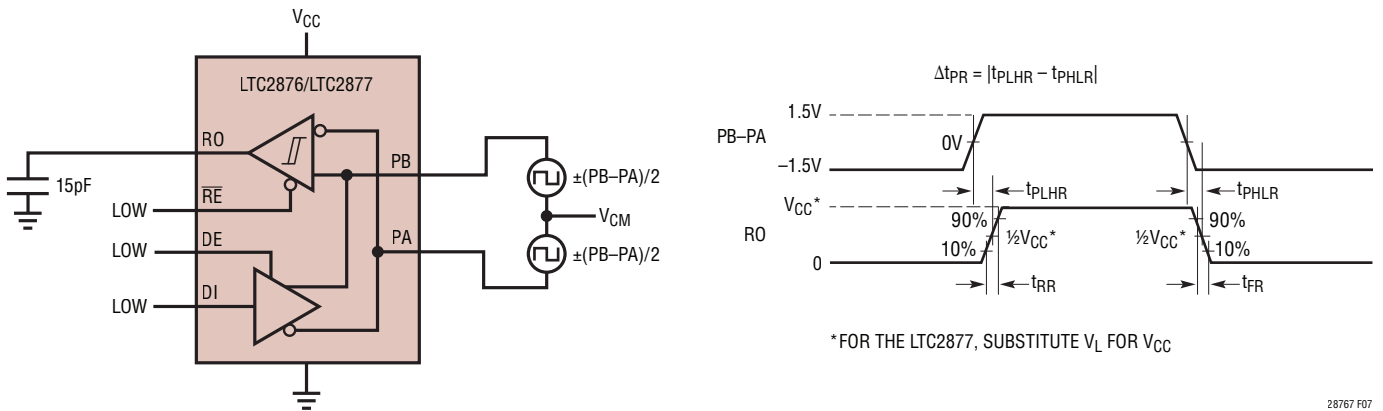 VCC
LTC2876/LTC2877
RO
PB
15pF
±(PB–PA)/2
RE
LOW
VCM
DE
LOW
PA
±(PB–PA)/2
DI
LOW
ΔtPR = |tPLHR – tPHLR|
1.5V
PB–PA
0V
–1.5V
tPLHR
tPHLR
VCC*
90%
90%
RO
½VCC*
½VCC*
10%
10%
0
tRR
tFR
*FOR THE LTC2877, SUBSTITUTE VL FOR VCC
28767 F07